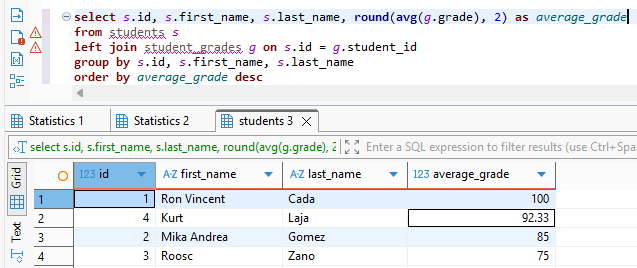 select s.id, s.first_name, s.last_name, round(avg(g.grade), 2) as average_grade
from students s
left join student_grades g on s.id = g.student_id
group by s.id, s.first_name, s.last_name
order by average_grade desc
Statistics 1 Statistics 2 students 3
select s.id, s.first_name, s.last_name, round(avg(g.grade), 2 Enter a SQL expression to filter results (use Ctrl+Spa
Grid
Text
123 id A-Z first_name A-Z last_name 123 average_grade
1 1 Ron Vincent Cada 100
2 4 Kurt Laja 92.33
3 2 Mika Andrea Gomez 85
4 3 Roosc Zano 75